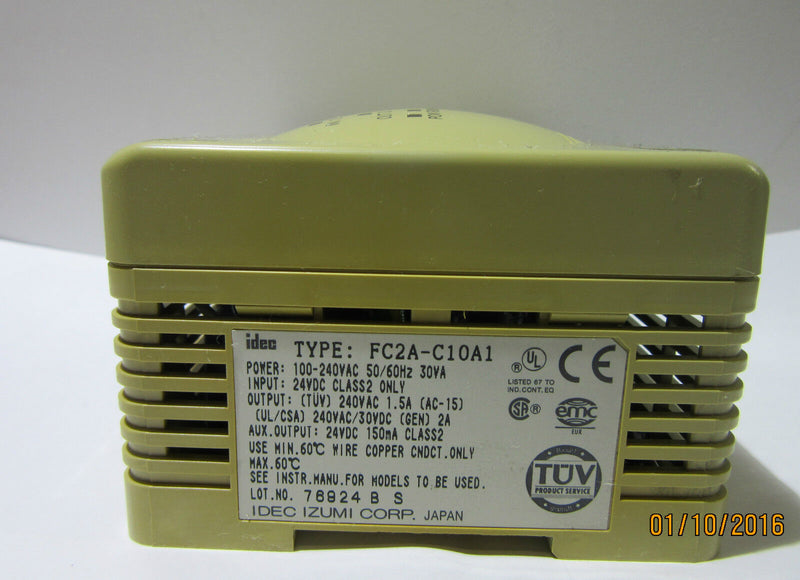 idec TYPE: FC2A-C10A1
POWER: 100-240VAC 50/60Hz 30VA
INPUT: 24VDC CLASS2 ONLY
OUTPUT: (TÜV) 240VAC 1.5A (AC-15)
(UL/CSA) 240VAC/30VDC (GEN) 2A
AUX.OUTPUT: 24VDC 150mA CLASS2
USE MIN.60℃ WIRE COPPER CNDCT.ONLY
MAX.60℃
SEE INSTR.MANU.FOR MODELS TO BE USED.
LOT.NO. 76924 B S
IDEC IZUMI CORP. JAPAN
® UL CE
LISTED 67 TO
IND.CONT.EQ
SA ® emc
EUR
TÜV
PRODUCT SERVICE
01/10/2016